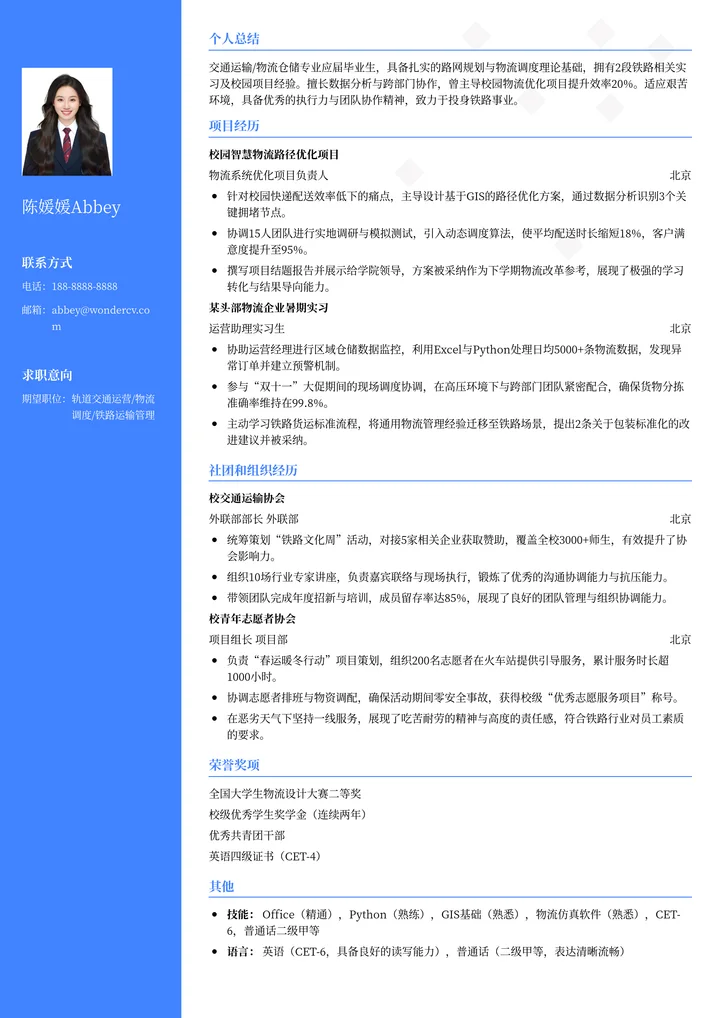 陈媛媛Abbey
联系方式
电话：188-8888-8888
邮箱：abbey@wondercv.co
m
求职意向
期望职位：轨道交通运营/物流
调度/铁路运输管理
个人总结
交通运输/物流仓储专业应届毕业生，具备扎实的路网规划与物流调度理论基础，拥有2段铁路相关实
习及校园项目经验。擅长数据分析与跨部门协作，曾主导校园物流优化项目提升效率20%。适应艰苦
环境，具备优秀的执行力与团队协作精神，致力于投身铁路事业。
项目经历
校园智慧物流路径优化项目
物流系统优化项目负责人 北京
• 针对校园快递配送效率低下的痛点，主导设计基于GIS的路径优化方案，通过数据分析识别3个关
键拥堵节点。
• 协调15人团队进行实地调研与模拟测试，引入动态调度算法，使平均配送时长缩短18%，客户满
意度提升至95%。
• 撰写项目结题报告并展示给学院领导，方案被采纳作为下学期物流改革参考，展现了极强的学习
转化与结果导向能力。
某头部物流企业暑期实习
运营助理实习生 北京
• 协助运营经理进行区域仓储数据监控，利用Excel与Python处理日均5000+条物流数据，发现异
常订单并建立预警机制。
• 参与“双十一”大促期间的现场调度协调，在高压环境下与跨部门团队紧密配合，确保货物分拣
准确率维持在99.8%。
• 主动学习铁路货运标准流程，将通用物流管理经验迁移至铁路场景，提出2条关于包装标准化的改
进建议并被采纳。
社团和组织经历
校交通运输协会
外联部部长 外联部 北京
• 统筹策划“铁路文化周”活动，对接5家相关企业获取赞助，覆盖全校3000+师生，有效提升了协
会影响力。
• 组织10场行业专家讲座，负责嘉宾联络与现场执行，锻炼了优秀的沟通协调能力与抗压能力。
• 带领团队完成年度招新与培训，成员留存率达85%，展现了良好的团队管理与组织协调能力。
校青年志愿者协会
项目组长 项目部 北京
• 负责“春运暖冬行动”项目策划，组织200名志愿者在火车站提供引导服务，累计服务时长超
1000小时。
• 协调志愿者排班与物资调配，确保活动期间零安全事故，获得校级“优秀志愿服务项目”称号。
• 在恶劣天气下坚持一线服务，展现了吃苦耐劳的精神与高度的责任感，符合铁路行业对员工素质
的要求。
荣誉奖项
全国大学生物流设计大赛二等奖
校级优秀学生奖学金（连续两年）
优秀共青团干部
英语四级证书（CET-4）
其他
• 技能： Office（精通），Python（熟练），GIS基础（熟悉），物流仿真软件（熟悉），CET-
6，普通话二级甲等
• 语言： 英语（CET-6，具备良好的读写能力），普通话（二级甲等，表达清晰流畅）